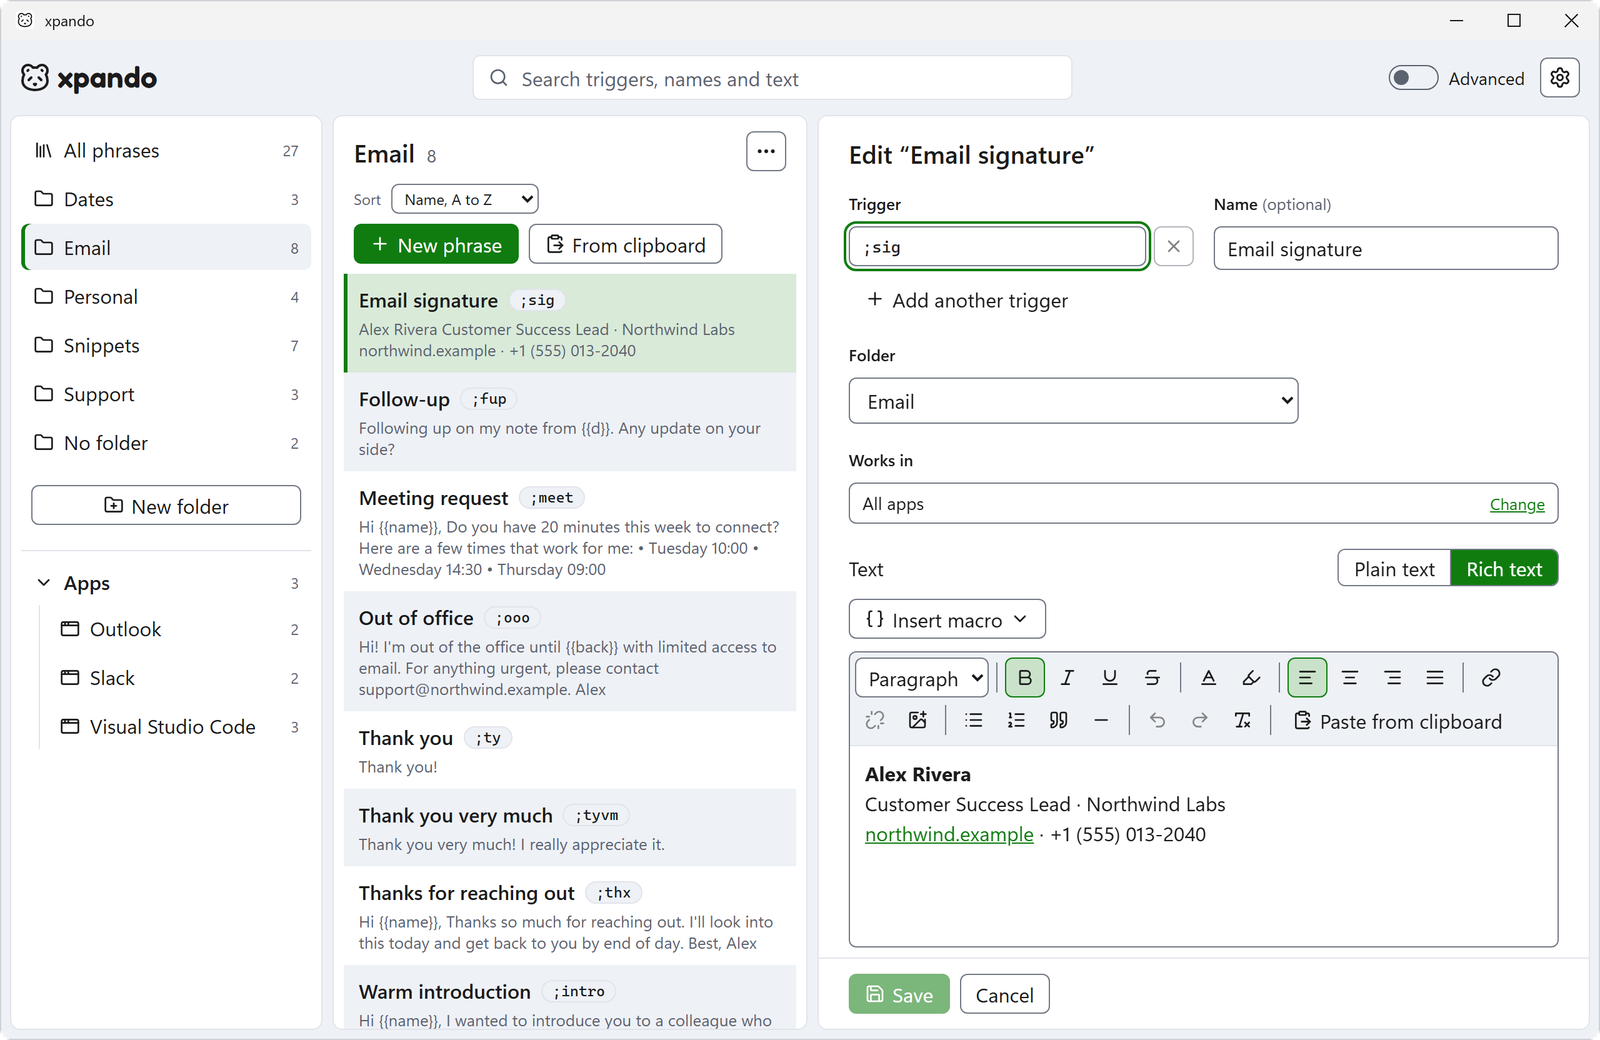 xpando
xpando
Search triggers, names and text
Advanced
All phrases 27
Dates 3
Email 8
Personal 4
Snippets 7
Support 3
No folder 2
New folder
Apps 3
Outlook 2
Slack 2
Visual Studio Code 3
Email 8
Sort Name, A to Z
New phrase From clipboard
Email signature ;sig
Alex Rivera Customer Success Lead · Northwind Labs
northwind.example · +1 (555) 013-2040
Follow-up ;fup
Following up on my note from {{d}}. Any update on your
side?
Meeting request ;meet
Hi {{name}}, Do you have 20 minutes this week to connect?
Here are a few times that work for me: • Tuesday 10:00 •
Wednesday 14:30 • Thursday 09:00
Out of office ;ooo
Hi! I'm out of the office until {{back}} with limited access to
email. For anything urgent, please contact
support@northwind.example. Alex
Thank you ;ty
Thank you!
Thank you very much ;tyvm
Thank you very much! I really appreciate it.
Thanks for reaching out ;thx
Hi {{name}}, Thanks so much for reaching out. I'll look into
this today and get back to you by end of day. Best, Alex
Warm introduction ;intro
Hi {{name}}, I wanted to introduce you to a colleague who
Edit “Email signature”
Trigger Name (optional)
;sig Email signature
Add another trigger
Folder
Email
Works in
All apps Change
Text Plain text Rich text
{} Insert macro
Paragraph B I U S A
Paste from clipboard
Alex Rivera
Customer Success Lead · Northwind Labs
northwind.example · +1 (555) 013-2040
Save Cancel